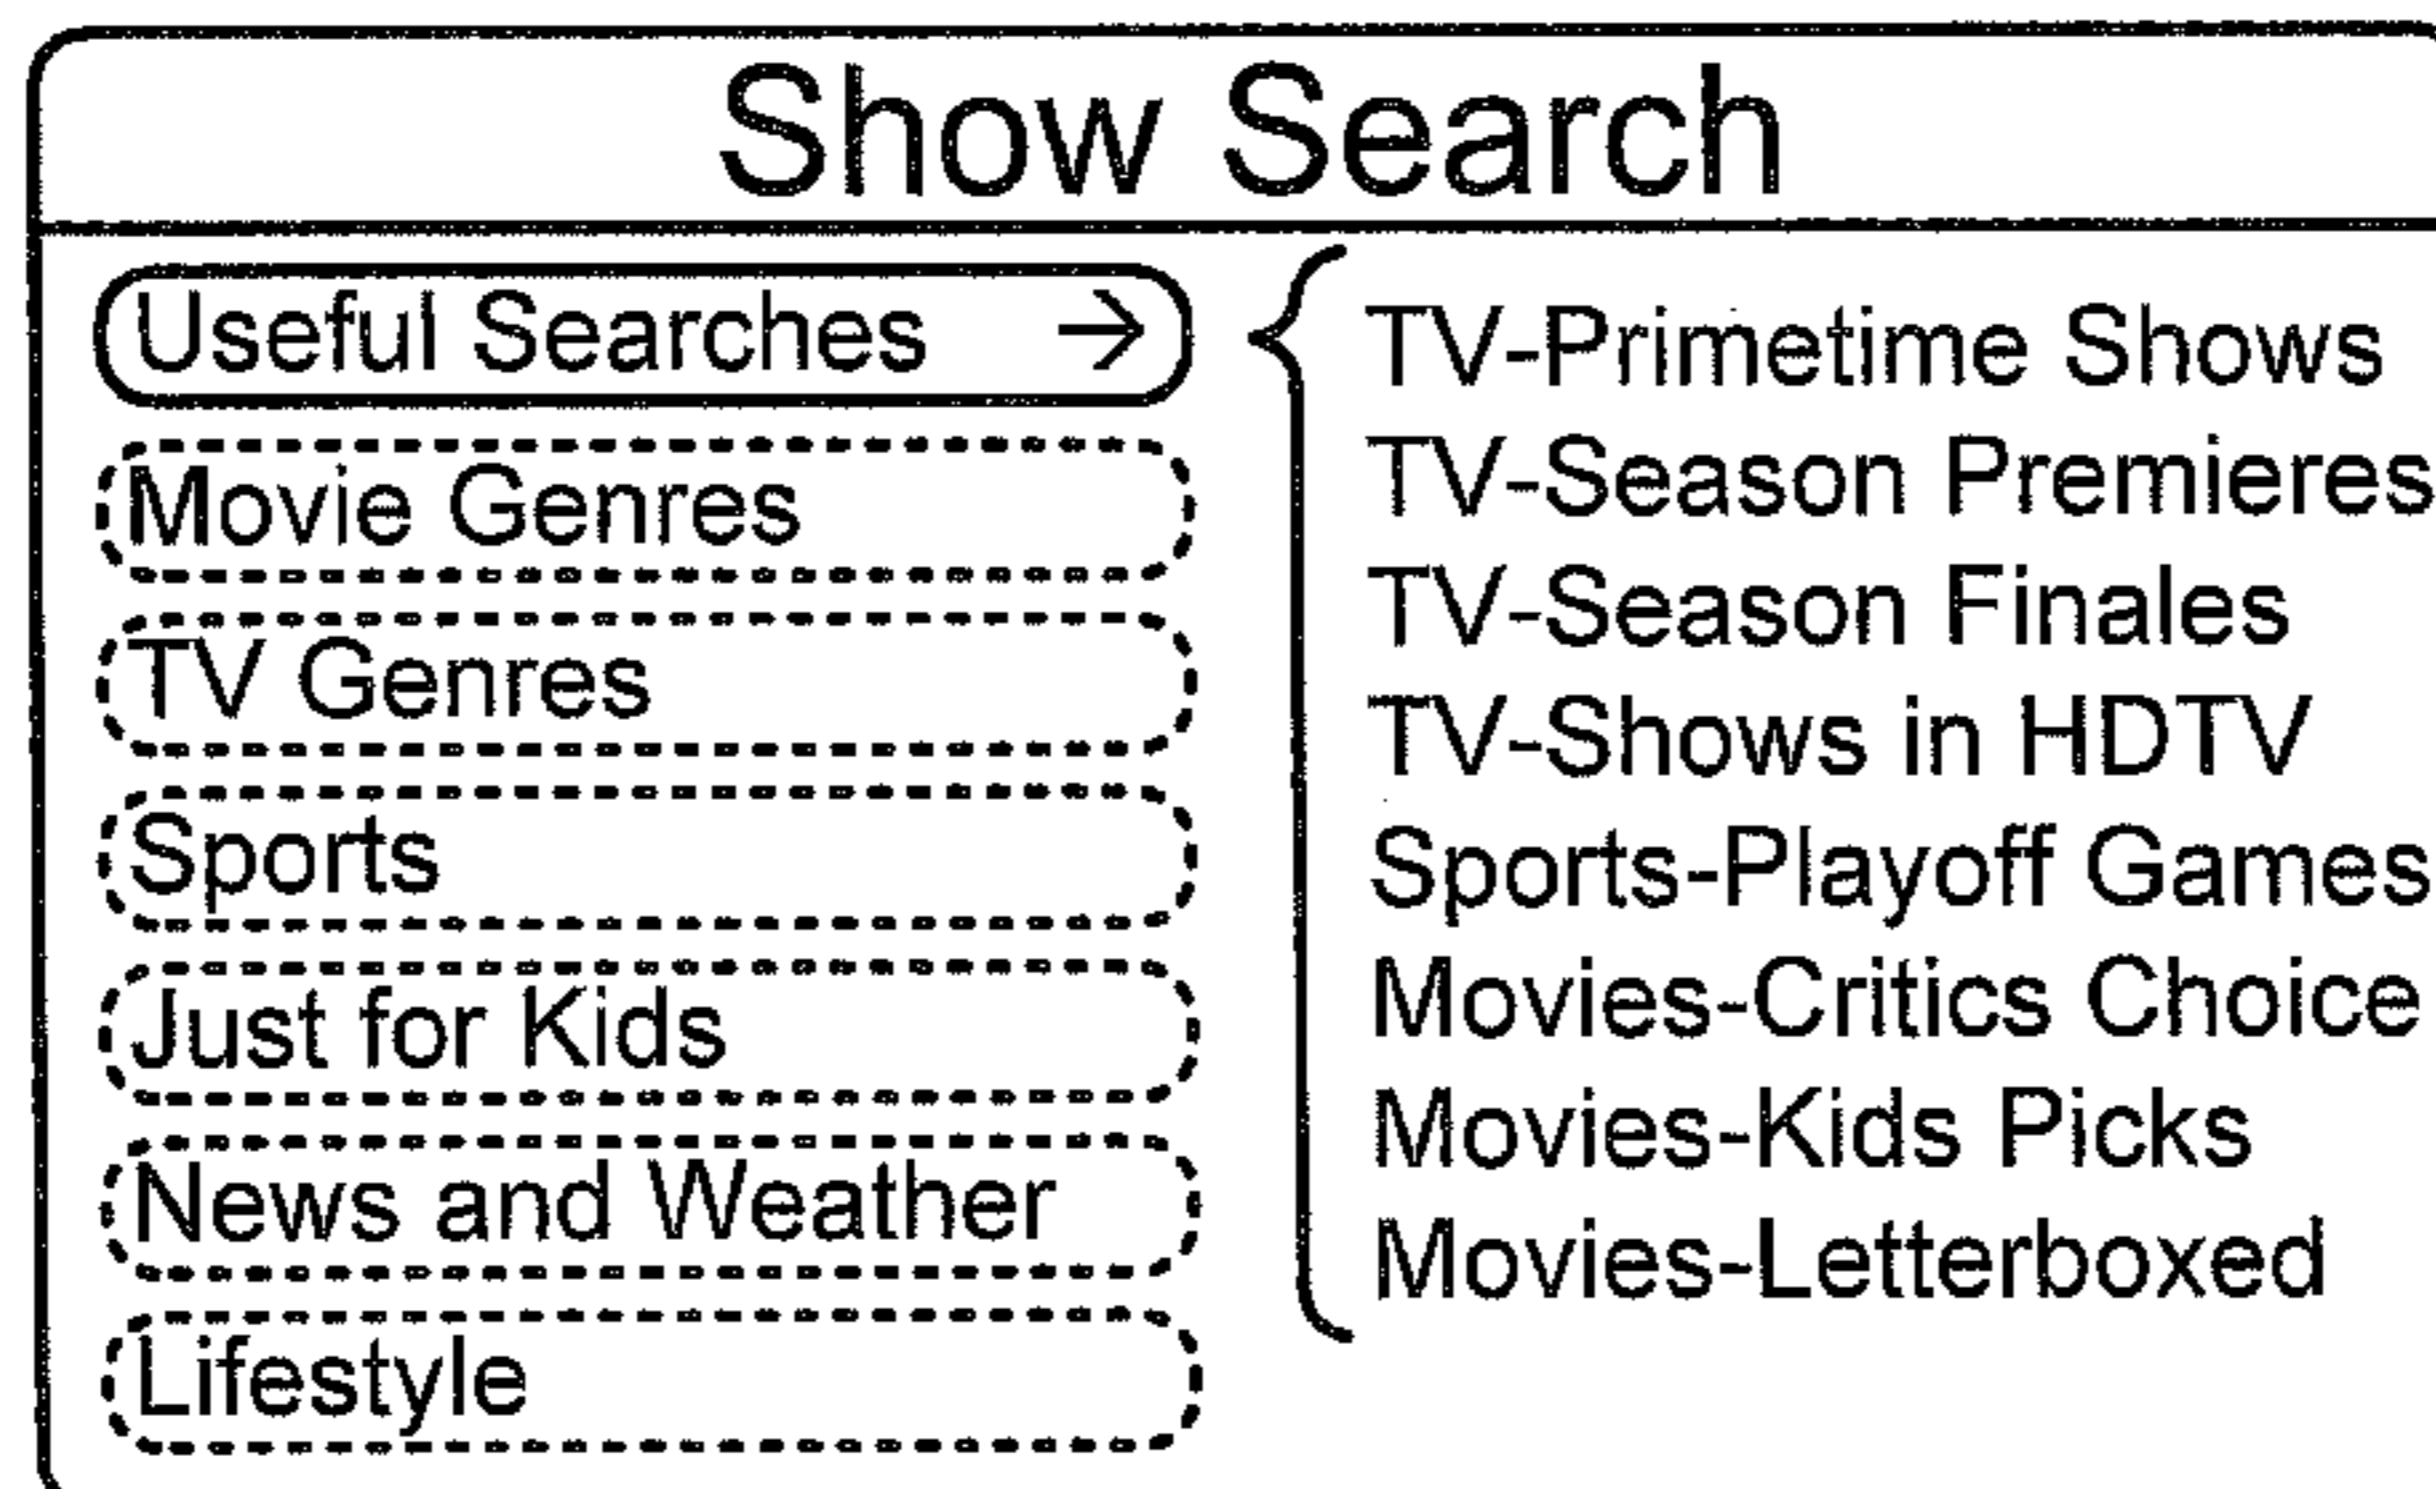 Show Search
Useful Searches →
Movie Genres
TV Genres
Sports
Just for Kids
News and Weather
Lifestyle
TV-Primetime Shows
TV-Season Premieres
TV-Season Finales
TV-Shows in HDTV
Sports-Playoff Games
Movies-Critics Choice
Movies-Kids Picks
Movies-Letterboxed